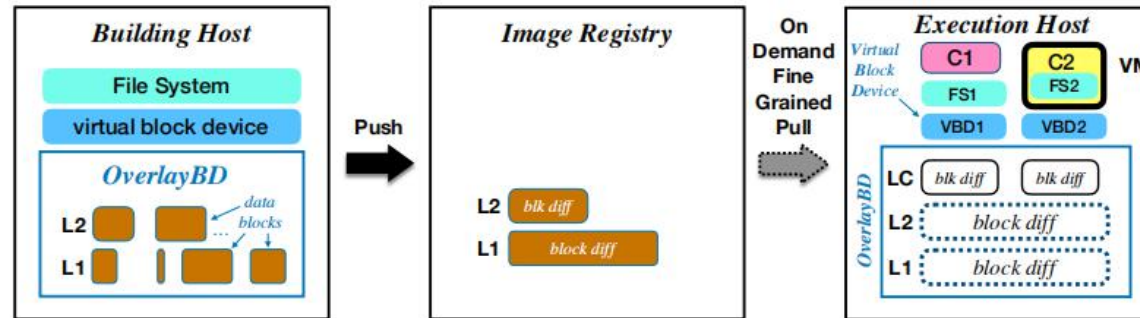 Building Host
File System
virtual block device
OverlayBD
data
blocks
...
L2
L1
Push
Image Registry
L2 blk diff
L1 block diff
On
Demand
Fine
Grained
Pull
Execution Host
Virtual
Block
Device
C1
C2
FS1
FS2
VBD1
VBD2
OverlayBD
LC blk diff blk diff
L2 block diff
L1 block diff